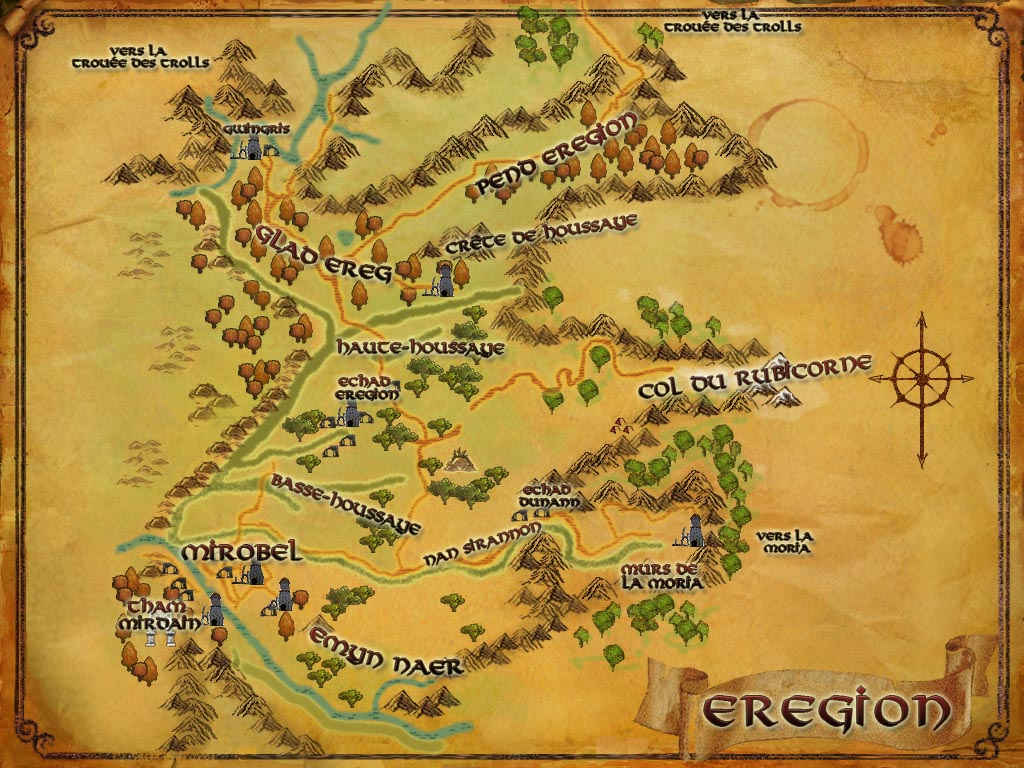 VERS LA
TROUÉE DES TROLLS
VERS LA
TROUÉE DES TROLLS
GWINGRIS
PEND EREGION
GLAD EREG
CRÊTE DE HOUSSAYE
HAUTE-HOUSSAYE
COL DU RUBICORNE
ECHAD
EREGION
BASSE-HOUSSAYE
ECHAD
DUNANN
NAN SIRANNON
VERS LA
MORIA
MIROBEL
MURS DE
LA MORIA
THAM
MIRDAIN
EMYN NAER
EREGION